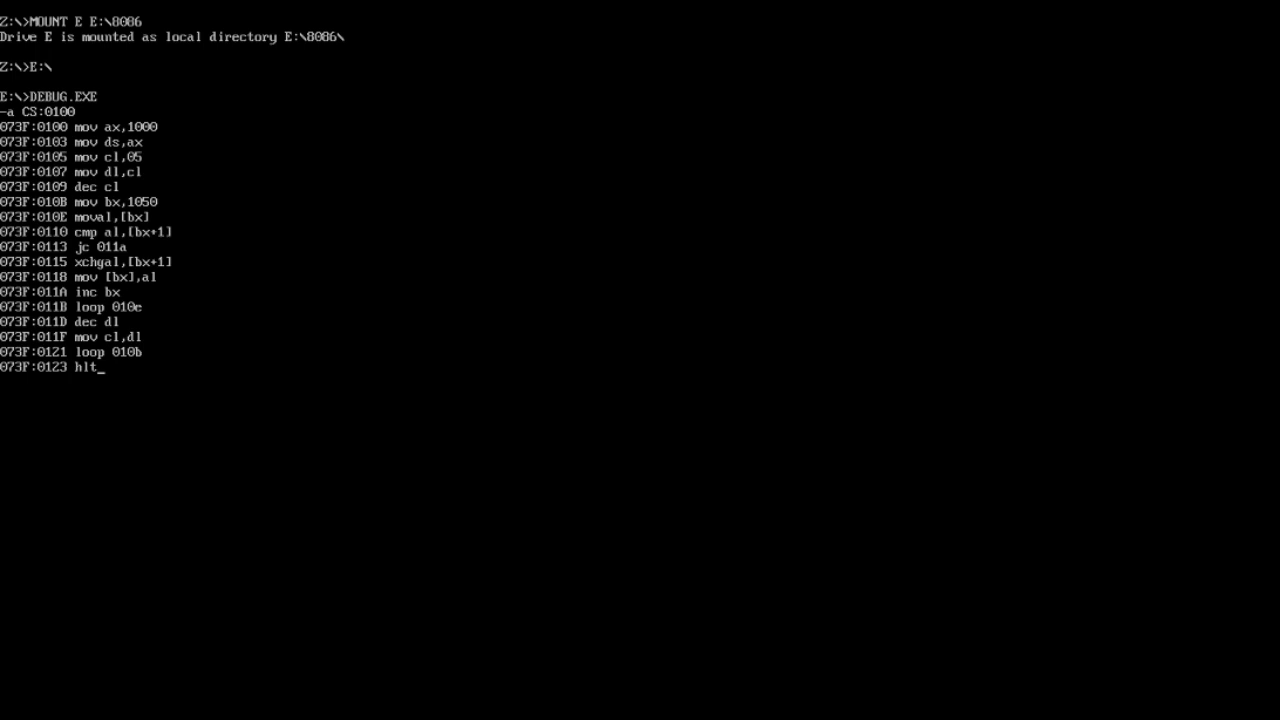 Z:\>MOUNT E E:\8086
Drive E is mounted as local directory E:\8086\
Z:\>E:\
E:\>DEBUG.EXE
-a CS:0100
073F:0100 mov ax,1000
073F:0103 mov ds,ax
073F:0105 mov cl,05
073F:0107 mov dl,cl
073F:0109 dec cl
073F:010B mov bx,1050
073F:010E moval,[bx]
073F:0110 cmp al,[bx+1]
073F:0113 jc 011a
073F:0115 xchgal,[bx+1]
073F:0118 mov [bx],al
073F:011A inc bx
073F:011B loop 010e
073F:011D dec dl
073F:011F mov cl,dl
073F:0121 loop 010b
073F:0123 hlt_